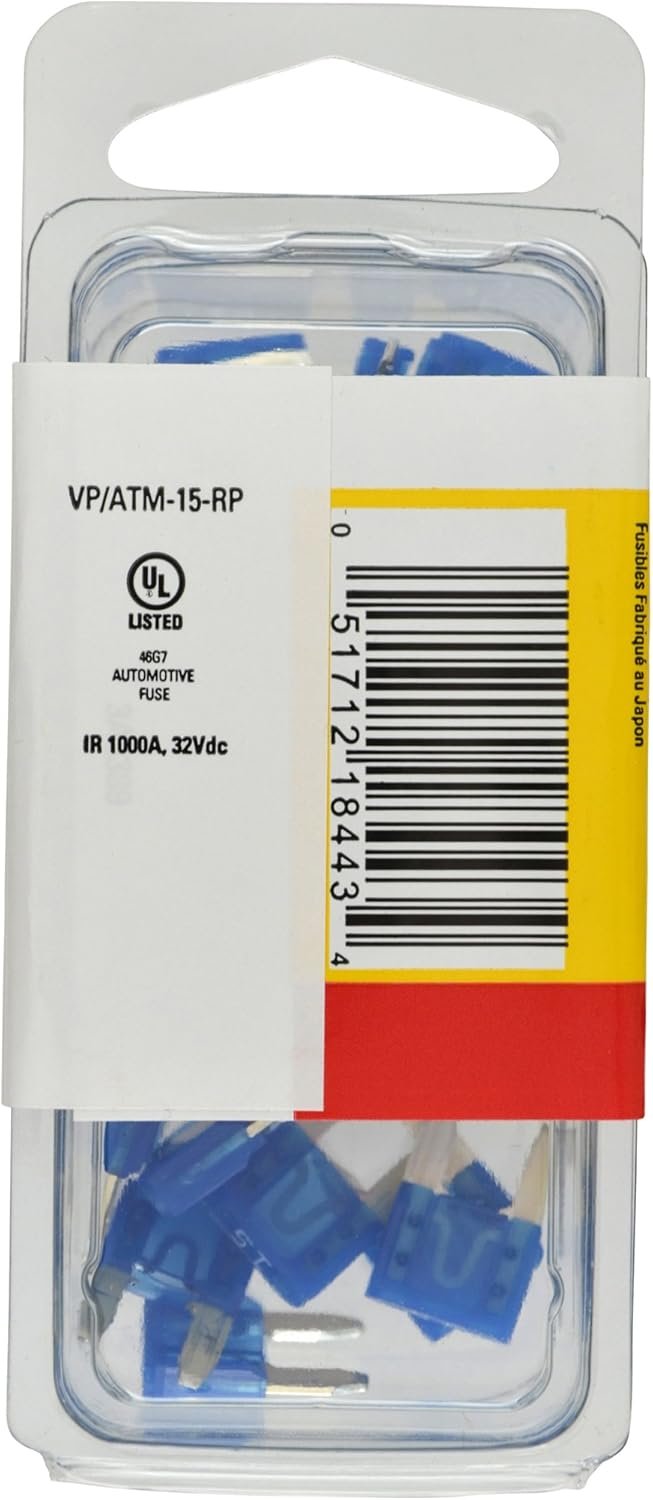 VP/ATM-15-RP
UL
LISTED
46G7
AUTOMOTIVE
FUSE
IR 1000A, 32Vdc
0 51712 18443 4
Fusibles Fabriqué au Japon
15